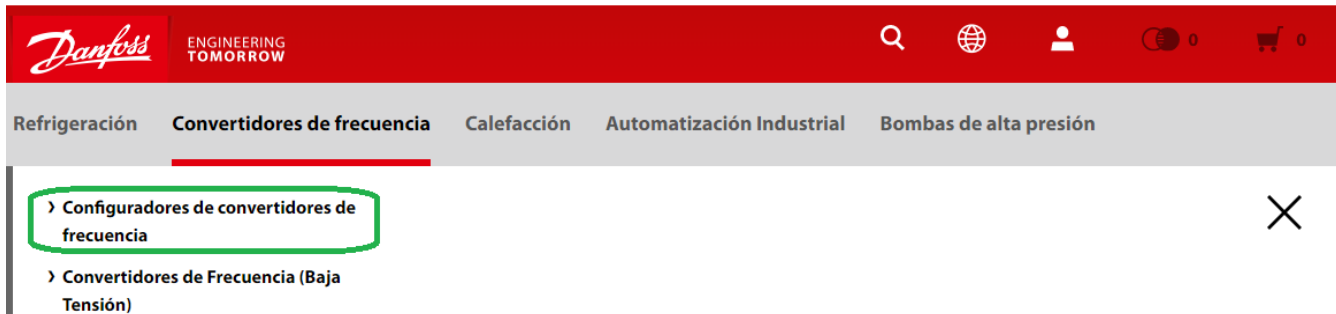 Danfoss
ENGINEERING
TOMORROW
0
0
Refrigeración
Convertidores de frecuencia
Calefacción
Automatización Industrial
Bombas de alta presión
Configuradores de convertidores de
frecuencia
Convertidores de Frecuencia (Baja
Tensión)